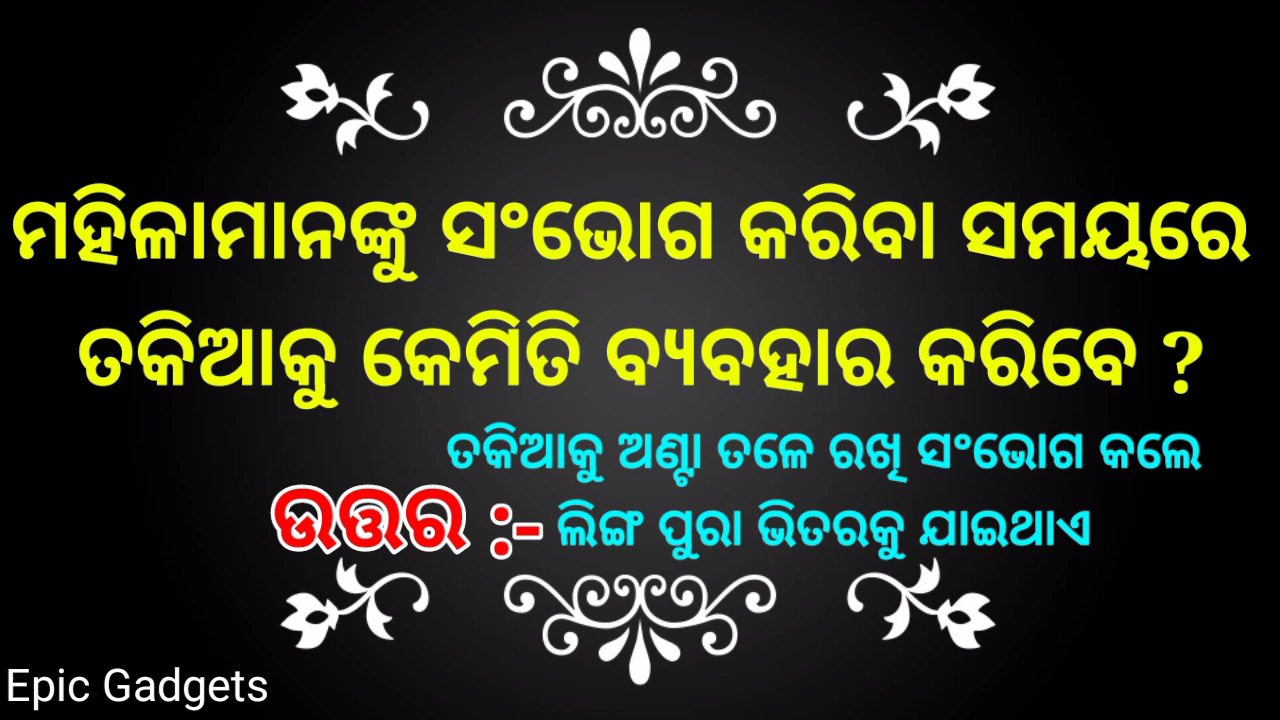 ମହିଳାମାନଙ୍କୁ ସଂଭୋଗ କରିବା ସମୟରେ
ତକିଆକୁ କେମିତି ବ୍ୟବହାର କରିବେ ?
ତକିଆକୁ ଅଣ୍ଟା ତଳେ ରଖି ସଂଭୋଗ କଲେ
ଉତ୍ତର :- ଲିଙ୍ଗ ପୁରା ଭିତରକୁ ଯାଇଥାଏ
Epic Gadgets